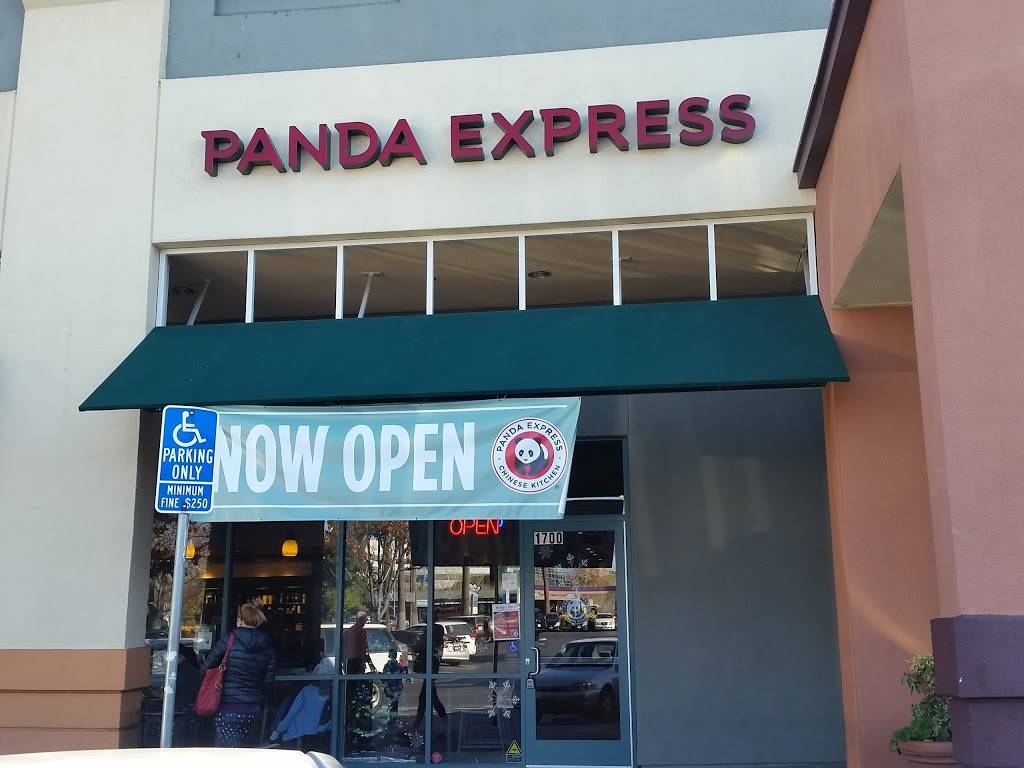 PANDA EXPRESS
NOW OPEN
PANDA EXPRESS
CHINESE KITCHEN
PARKING
ONLY
MINIMUM
FINE $250
OPEN
1700